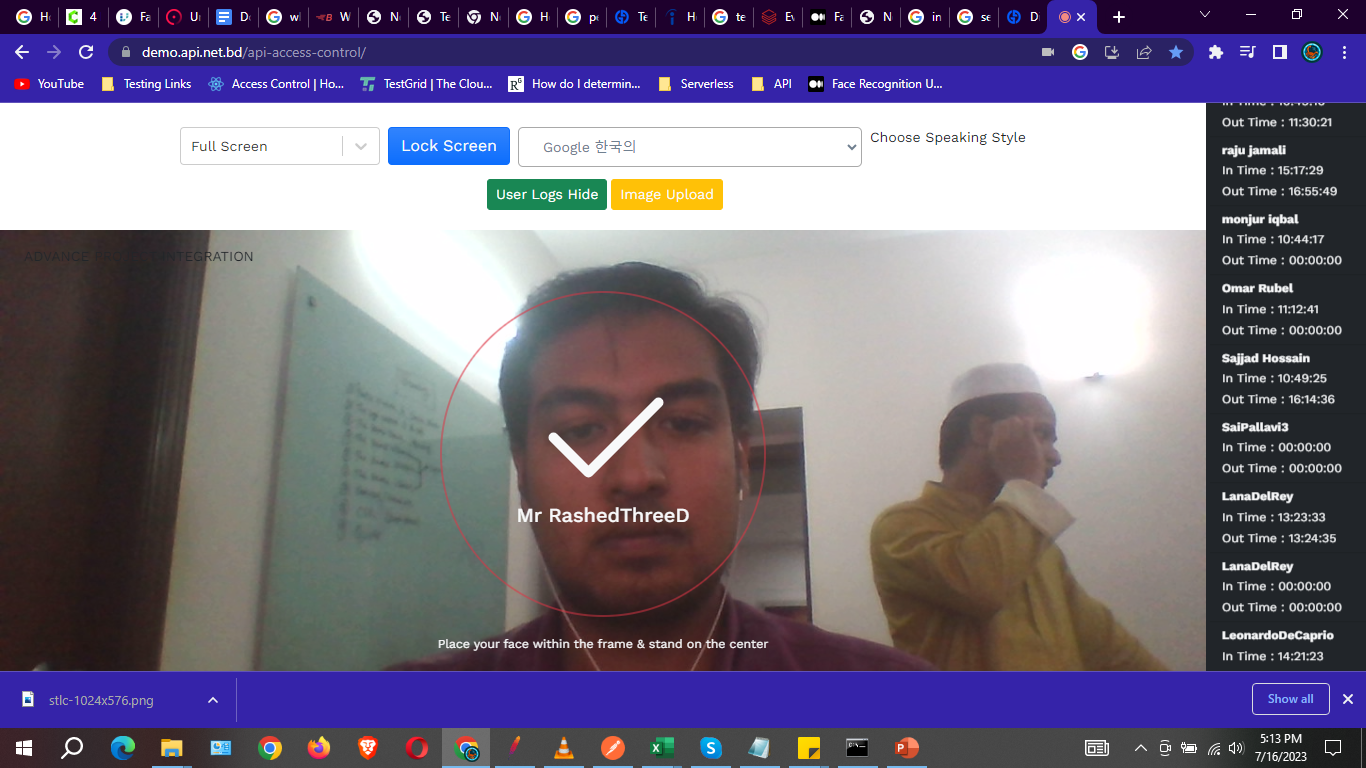 Ho
4
Fa
Ur
Do
wl
W
No
Te
No
Ho
pe
Te
H
te
Ev
Fa
N
in
se
Di
demo.api.net.bd/api-access-control/
YouTube
Testing Links
Access Control | Ho...
TestGrid | The Clou...
How do I determin...
Serverless
API
Face Recognition U...
Full Screen
Lock Screen
Google 한국의
Choose Speaking Style
User Logs Hide
Image Upload
ADVANCE
INTEGRATION
Mr RashedThreeD
Place your face within the frame & stand on the center
Out Time : 11:30:21
raju jamali
In Time : 15:17:29
Out Time : 16:55:49
monjur iqbal
In Time : 10:44:17
Out Time : 00:00:00
Omar Rubel
In Time : 11:12:41
Out Time : 00:00:00
Sajjad Hossain
In Time : 10:49:25
Out Time : 16:14:36
SaiPallavi3
In Time : 00:00:00
Out Time : 00:00:00
LanaDelRey
In Time : 13:23:33
Out Time : 13:24:35
LanaDelRey
In Time : 00:00:00
Out Time : 00:00:00
LeonardoDeCaprio
In Time : 14:21:23
stlc-1024x576.png
Show all
5:13 PM
7/16/2023